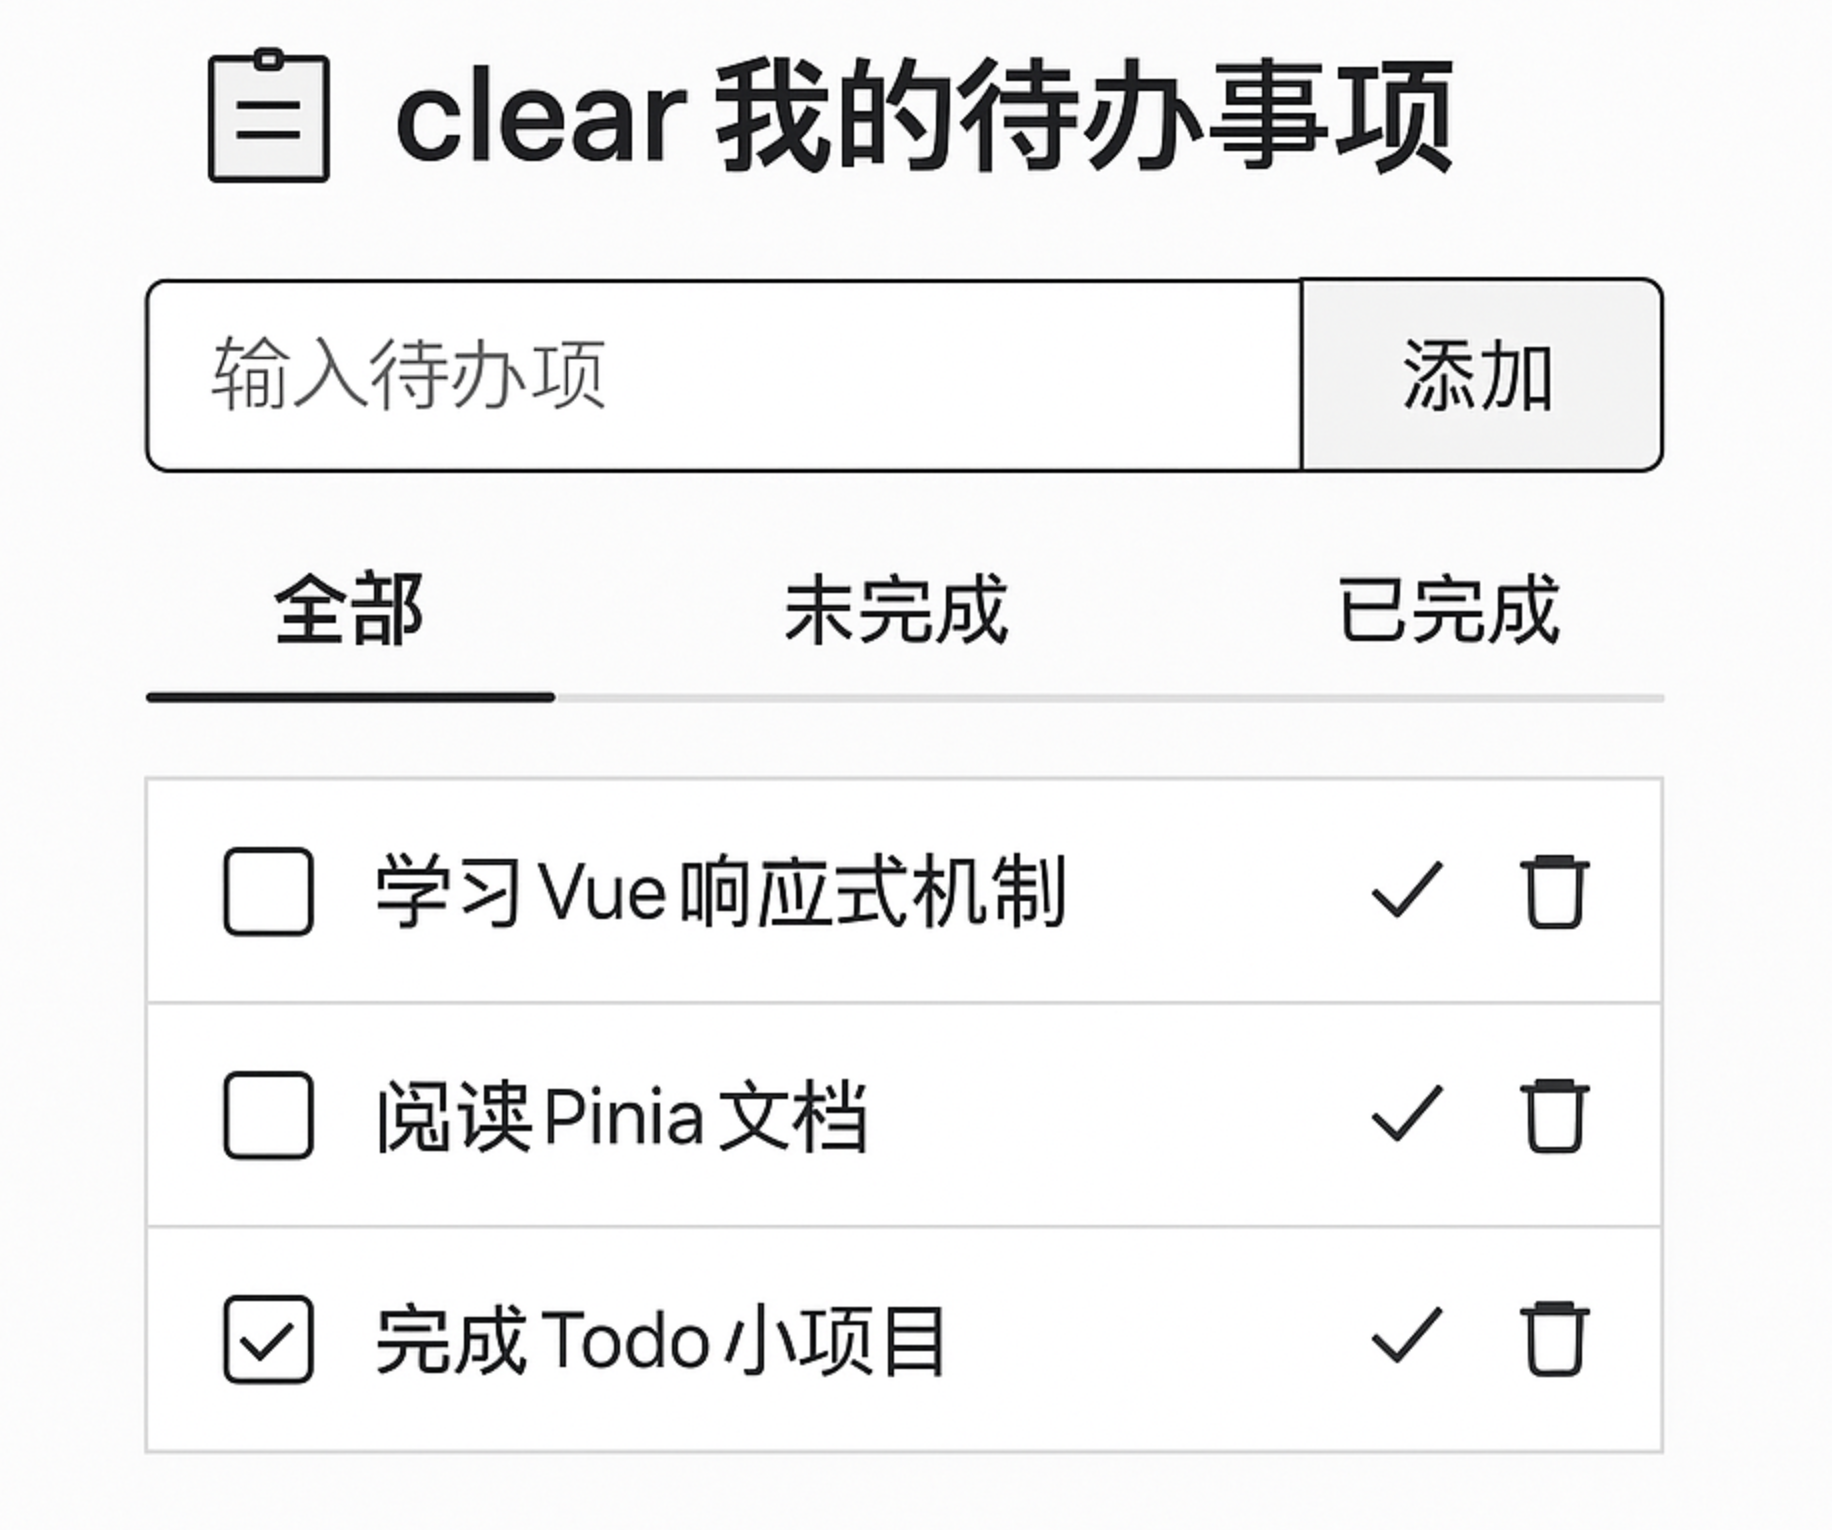 clear 我的待办事项
输入待办项 添加
全部 未完成 已完成
学习 Vue 响应式机制
阅读 Pinia 文档
完成 Todo 小项目